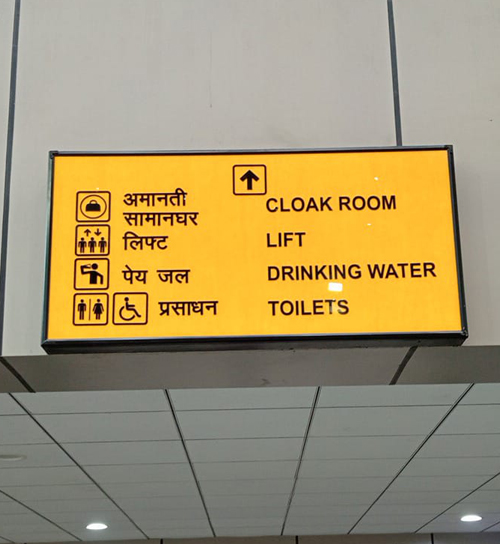 अमानती
सामानघर
CLOAK ROOM
लिफ्ट
LIFT
पेय जल
DRINKING WATER
प्रसाधन
TOILETS